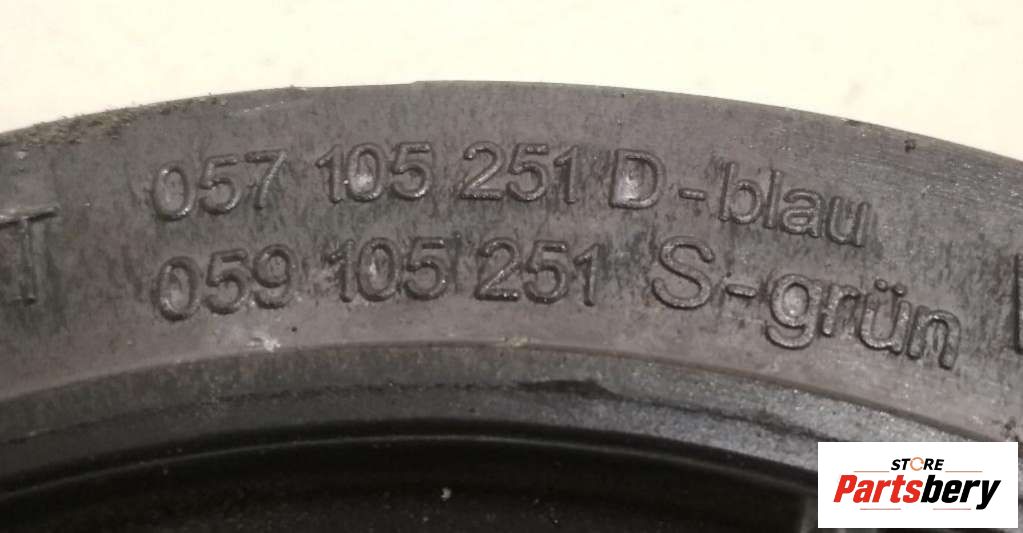 T
057 105 251 D-blau
059 105 251 S-grün
STORE
Partsbery